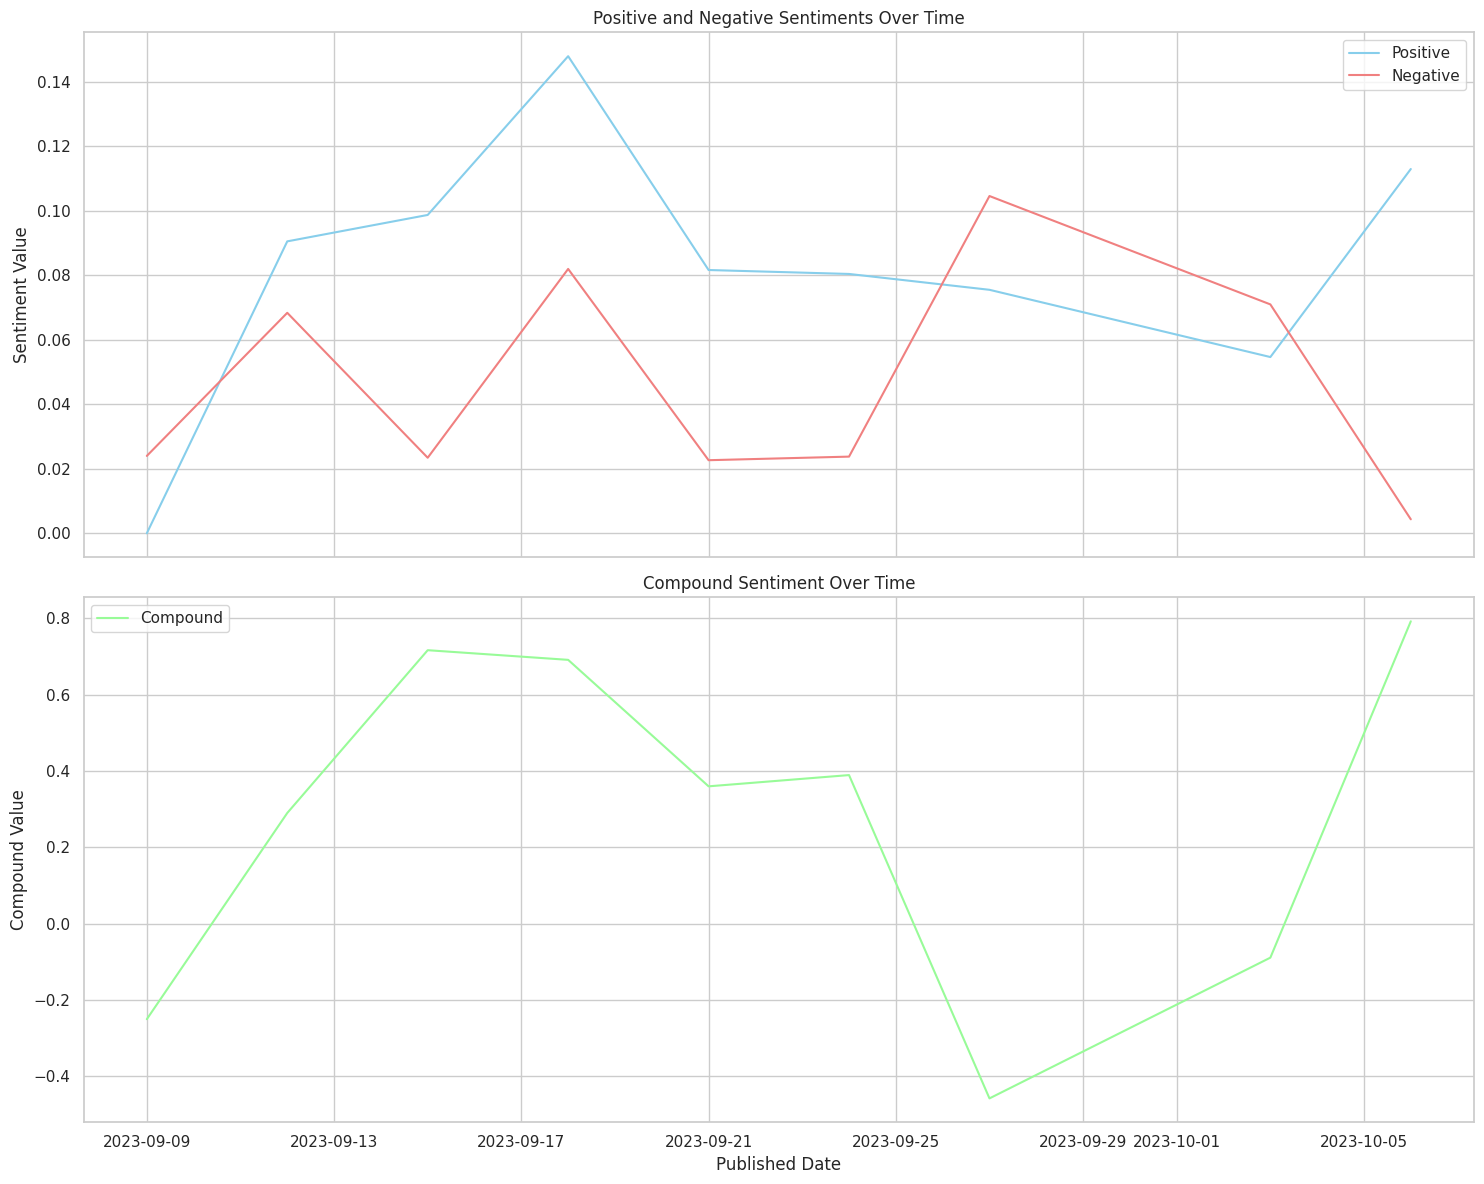 Positive and Negative Sentiments Over Time
Positive
Negative
0.14
0.12
0.10
0.08
0.06
0.04
0.02
0.00
Sentiment Value
Compound Sentiment Over Time
Compound
0.8
0.6
0.4
0.2
0.0
−0.2
−0.4
Compound Value
2023-09-09 2023-09-13 2023-09-17 2023-09-21 2023-09-25 2023-09-29 2023-10-01 2023-10-05
Published Date